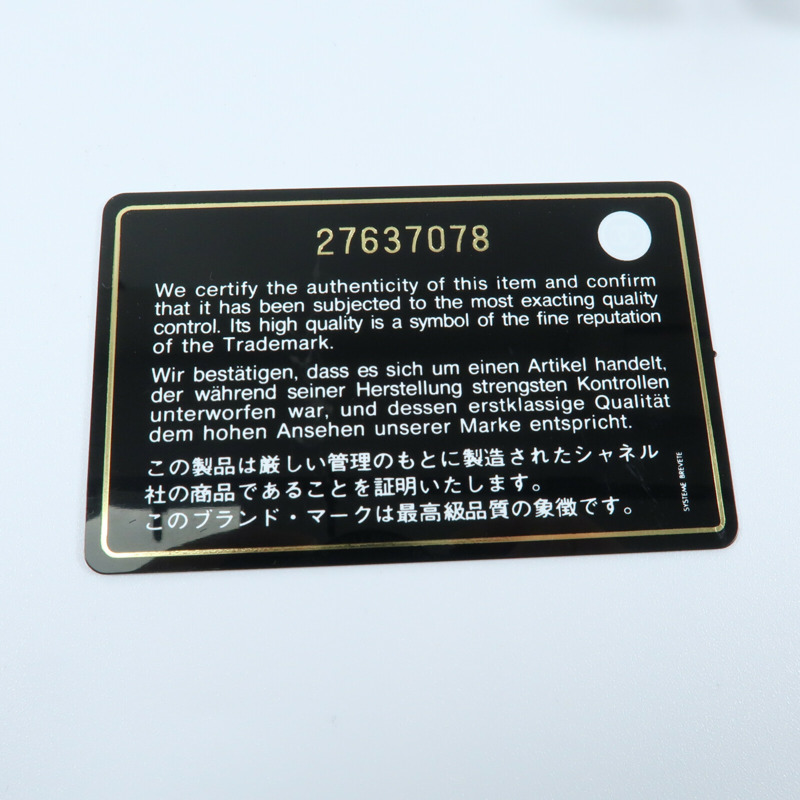 27637078
We certify the authenticity of this item and confirm
that it has been subjected to the most exacting quality
control. Its high quality is a symbol of the fine reputation
of the Trademark.
Wir bestätigen, dass es sich um einen Artikel handelt,
der während seiner Herstellung strengsten Kontrollen
unterworfen war, und dessen erstklassige Qualität
dem hohen Ansehen unserer Marke entspricht.
この製品は厳しい管理のもとに製造されたシャネル
社の商品であることを証明いたします。
このブランド・マークは最高級品質の象徴です。
SYSTEME BREVETE